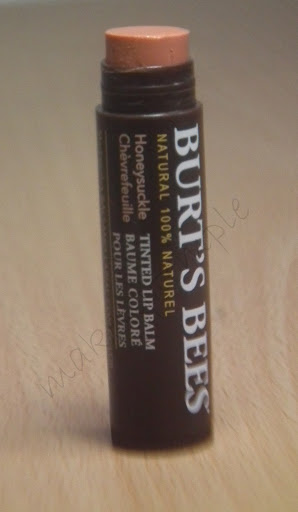 BURT'S BEES
NATURAL 100% NATUREL
Honeysuckle
Chèvrefeuille
TINTED LIP BALM
BAUME COLORÉ
POUR LES LÈVRES